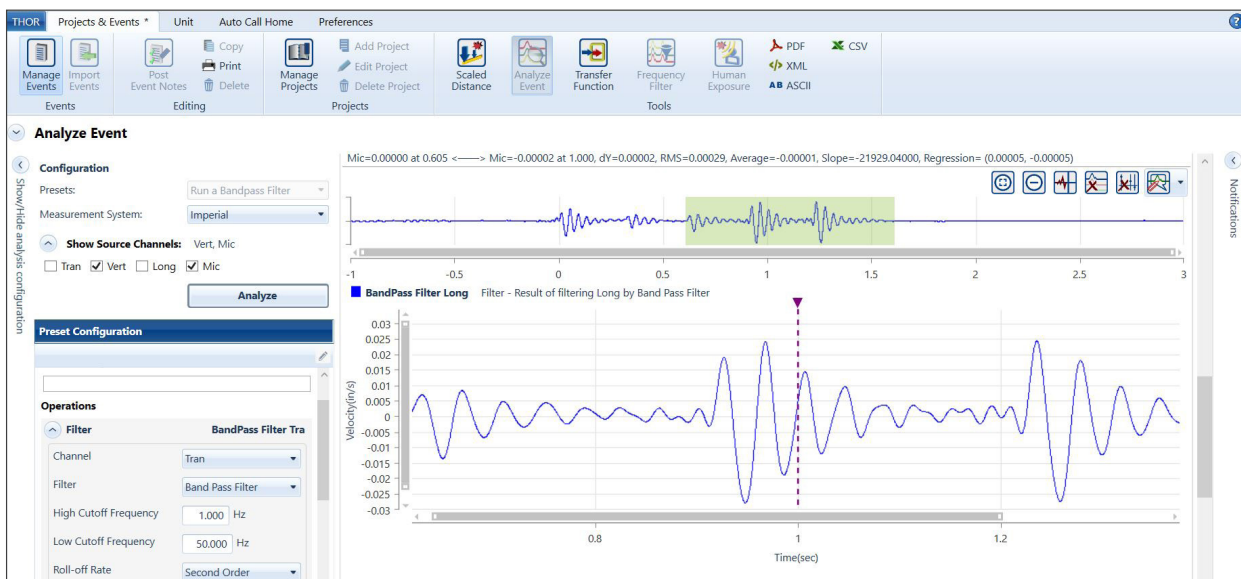 THOR Projects & Events * Unit Auto Call Home Preferences
Manage Events
Import Events
Events
Post Event Notes
Copy
Print
Delete
Editing
Manage Projects
Add Project
Edit Project
Delete Project
Projects
Scaled Distance
Analyze Event
Transfer Function
Frequency Filter
Human Exposure
PDF
CSV
XML
AB ASCII
Tools
Analyze Event
Show/Hide analysis configuration
Configuration
Presets: Run a Bandpass Filter
Measurement System: Imperial
Show Source Channels: Vert, Mic
Tran Vert Long Mic
Analyze
Preset Configuration
Operations
Filter BandPass Filter Tra
Channel Tran
Filter Band Pass Filter
High Cutoff Frequency 1.000 Hz
Low Cutoff Frequency 50.000 Hz
Roll-off Rate Second Order
Mic=0.00000 at 0.605 <----> Mic=-0.00002 at 1.000, dY=0.00002, RMS=0.00029, Average=-0.00001, Slope=-21929.04000, Regression= (0.00005, -0.00005)
-1 -0.5 0 0.5 1 1.5 2 2.5 3
BandPass Filter Long Filter - Result of filtering Long by Band Pass Filter
Velocity(in/s)
0.03
0.025
0.02
0.015
0.01
0.005
0
-0.005
-0.01
-0.015
-0.02
-0.025
-0.03
0.8 1 1.2
Time(sec)
Notifications